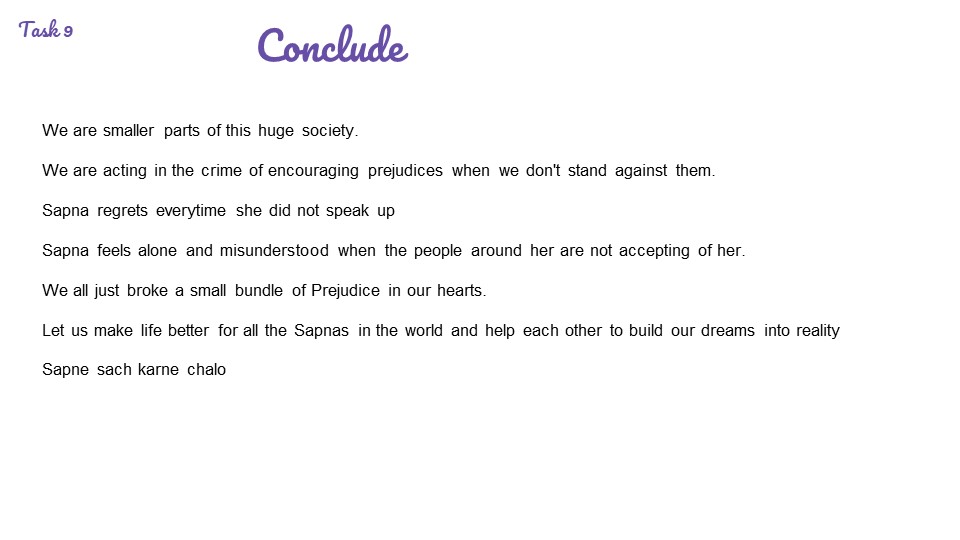 Task 9
Conclude
We are smaller parts of this huge society.
We are acting in the crime of encouraging prejudices when we don't stand against them.
Sapna regrets everytime she did not speak up
Sapna feels alone and misunderstood when the people around her are not accepting of her.
We all just broke a small bundle of Prejudice in our hearts.
Let us make life better for all the Sapnas in the world and help each other to build our dreams into reality
Sapne sach karne chalo